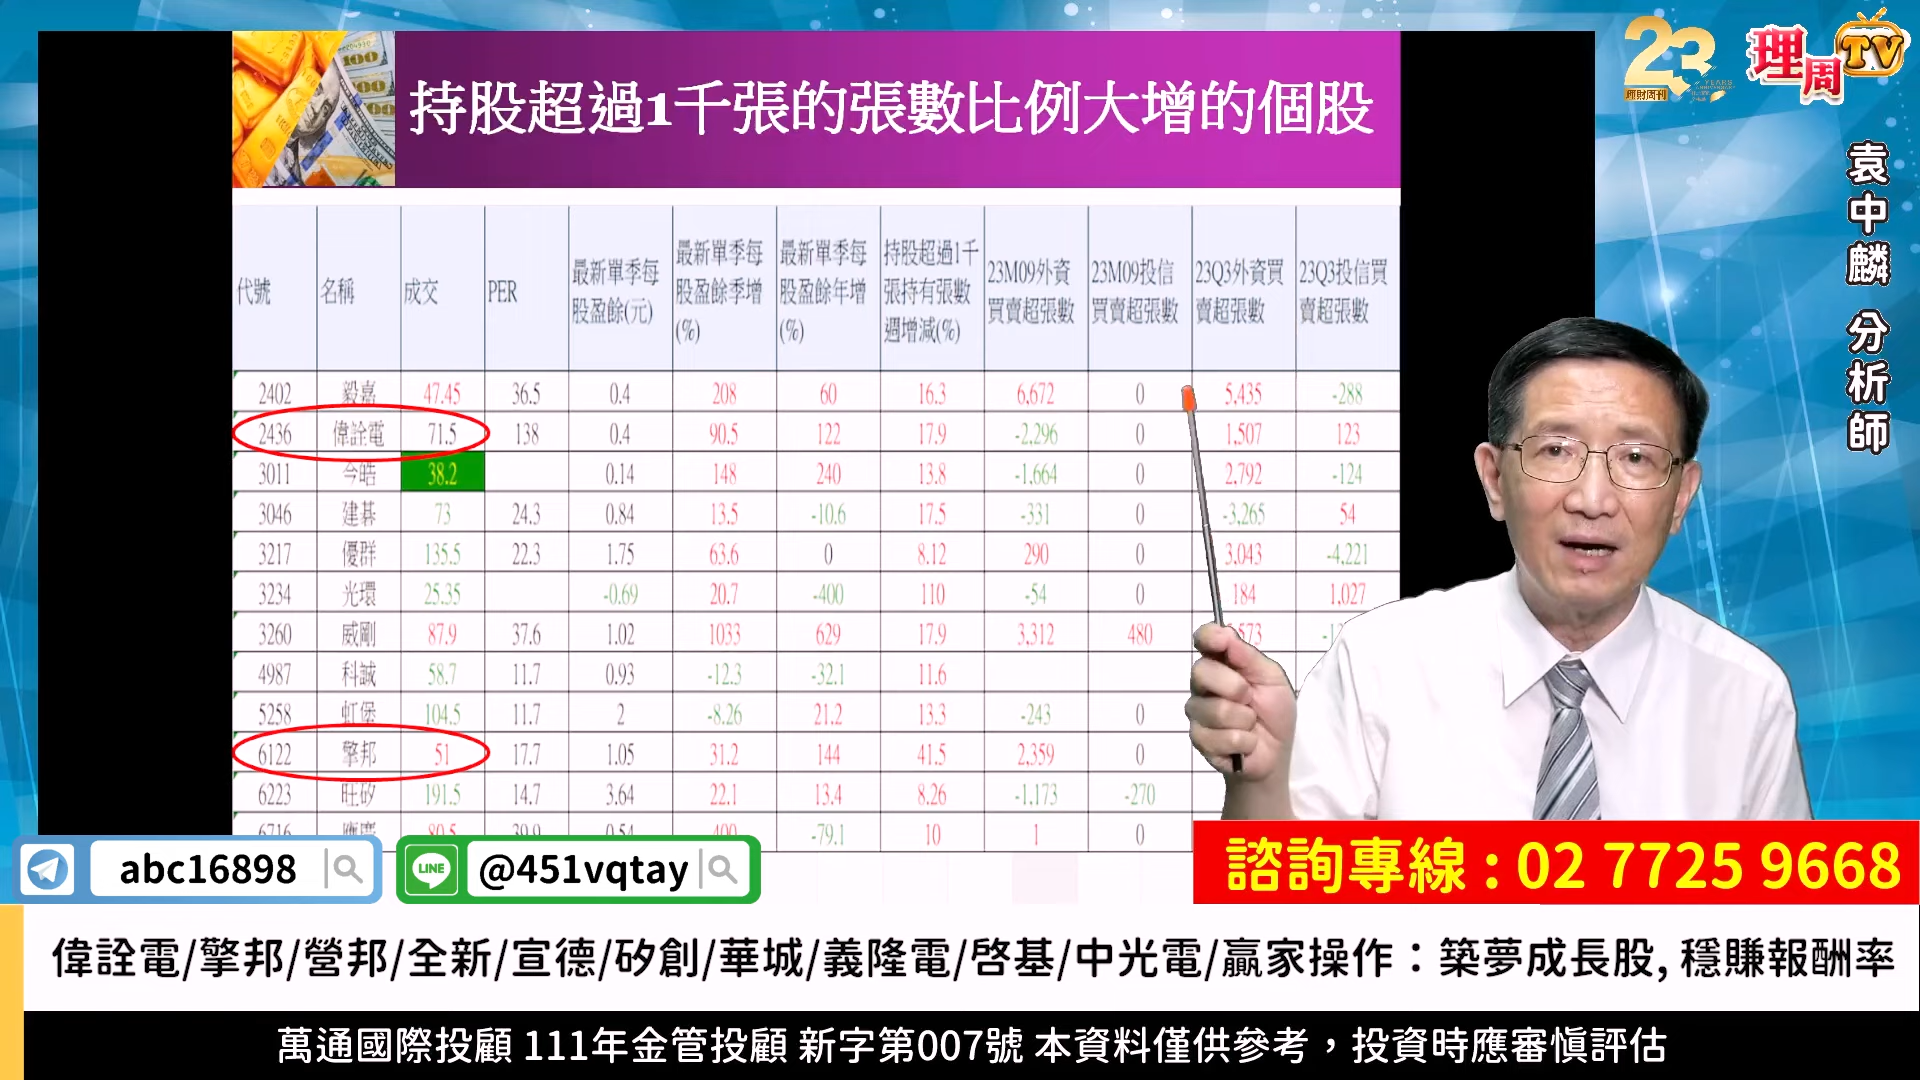 持股超過1千張的張數比例大增的個股
23
YEARS
理財周刊
理周TV
袁中麟 分析師
代號 名稱 成交 PER 最新單季每股盈餘(元) 最新單季每股盈餘季增(%) 最新單季每股盈餘年增(%) 持股超過1千張持有張數週增減(%) 23M09外資買賣超張數 23M09投信買賣超張數 23Q3外資買賣超張數 23Q3投信買賣超張數
2402 毅嘉 47.45 36.5 0.4 208 60 16.3 6,672 0 5,435 -288
2436 偉詮電 71.5 138 0.4 90.5 122 17.9 -2,296 0 1,507 123
3011 今皓 38.2 0.14 148 240 13.8 -1,664 0 2,792 -124
3046 建碁 73 24.3 0.84 13.5 -10.6 17.5 -331 0 -3,265 54
3217 優群 135.5 22.3 1.75 63.6 0 8.12 290 0 3,043 -4,221
3234 光環 25.35 -0.69 20.7 -400 110 -54 0 184 1,027
3260 威剛 87.9 37.6 1.02 1033 629 17.9 3,312 480
4987 科誠 58.7 11.7 0.93 -12.3 -32.1 11.6
5258 虹堡 104.5 11.7 2 -8.26 21.2 13.3 -243 0
6122 擎邦 51 17.7 1.05 31.2 144 41.5 2,359 0
6223 旺矽 191.5 14.7 3.64 22.1 13.4 8.26 -1,173 -270
6716 應廣 80.5 39.9 0.54 400 -79.1 10 1 0
abc16898
LINE @451vqtay
諮詢專線 : 02 7725 9668
偉詮電/擎邦/營邦/全新/宣德/矽創/華城/義隆電/啓基/中光電/贏家操作：築夢成長股, 穩賺報酬率
萬通國際投顧 111年金管投顧 新字第007號 本資料僅供參考，投資時應審慎評估